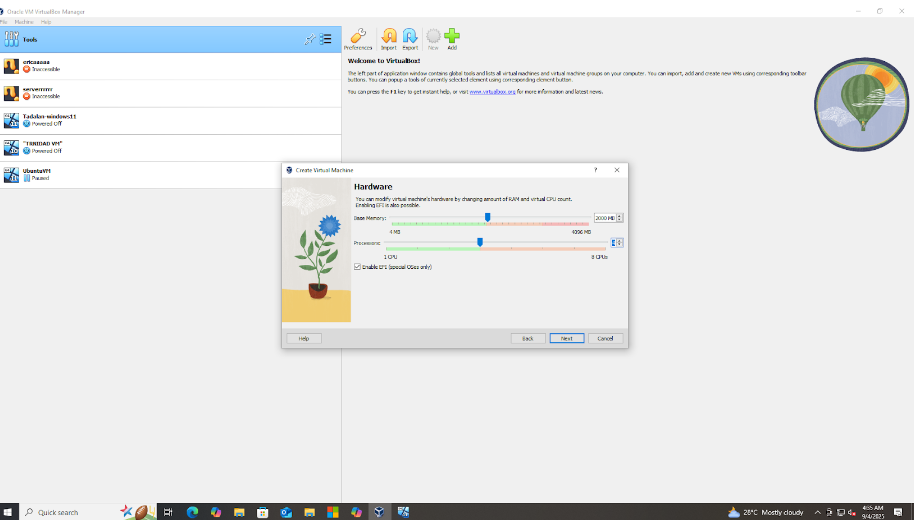 Oracle VM VirtualBox Manager
File Machine Help
Tools
ericaaaaa
Inaccessible
serverrrrrr
Inaccessible
Tadalan-windows11
Powered Off
"TRNIDAD VM"
Powered Off
UbuntuVM
Paused
Preferences Import Export New Add
Welcome to VirtualBox!
The left part of application window contains global tools and lists all virtual machines and virtual machine groups on your computer. You can import, add and create new VMs using corresponding toolbar
buttons. You can popup a tools of currently selected element using corresponding element button.
You can press the F1 key to get instant help, or visit www.virtualbox.org for more information and latest news.
Create Virtual Machine
Hardware
You can modify virtual machine's hardware by changing amount of RAM and virtual CPU count.
Enabling EFI is also possible.
Base Memory: 2000 MB
4 MB 4096 MB
Processors: 4
1 CPU 8 CPUs
Enable EFI (special OSes only)
Help Back Next Cancel
Quick search
28°C Mostly cloudy
4:35 AM
9/4/2025